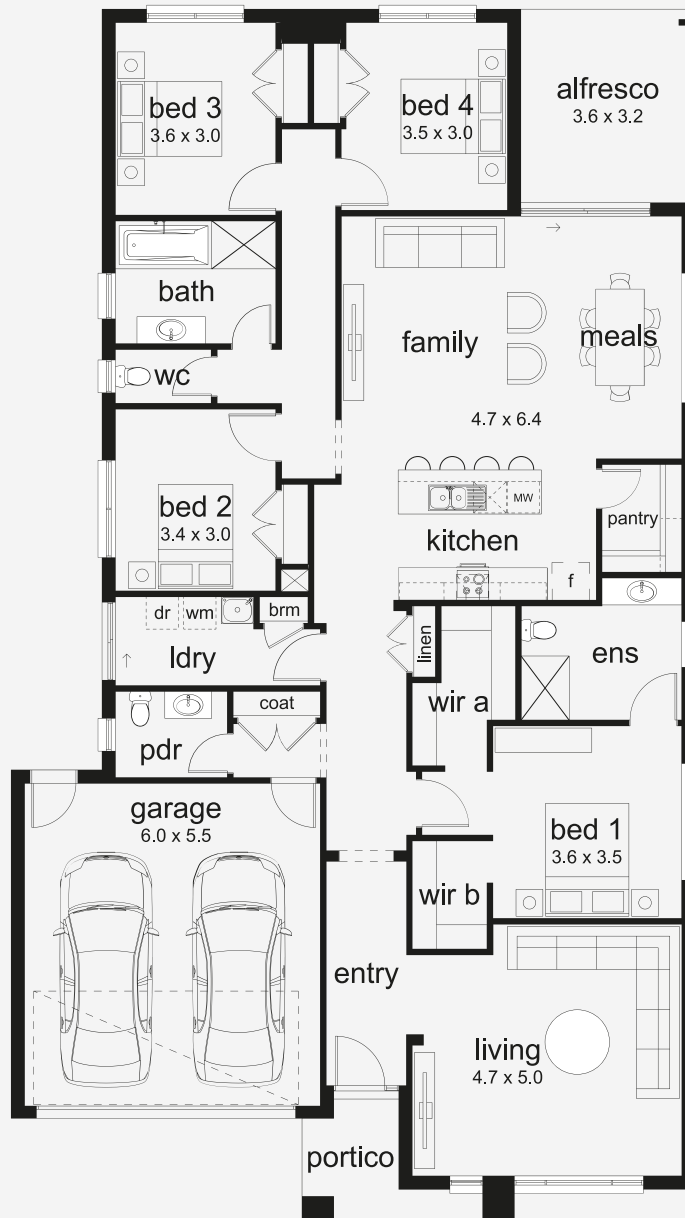 bed 3
3.6 x 3.0
bed 4
3.5 x 3.0
alfresco
3.6 x 3.2
bath
family
meals
wc
4.7 x 6.4
bed 2
3.4 x 3.0
MW
pantry
kitchen
f
dr
wm
brm
ldry
linen
ens
wir a
coat
pdr
garage
6.0 x 5.5
bed 1
3.6 x 3.5
wir b
entry
living
4.7 x 5.0
portico